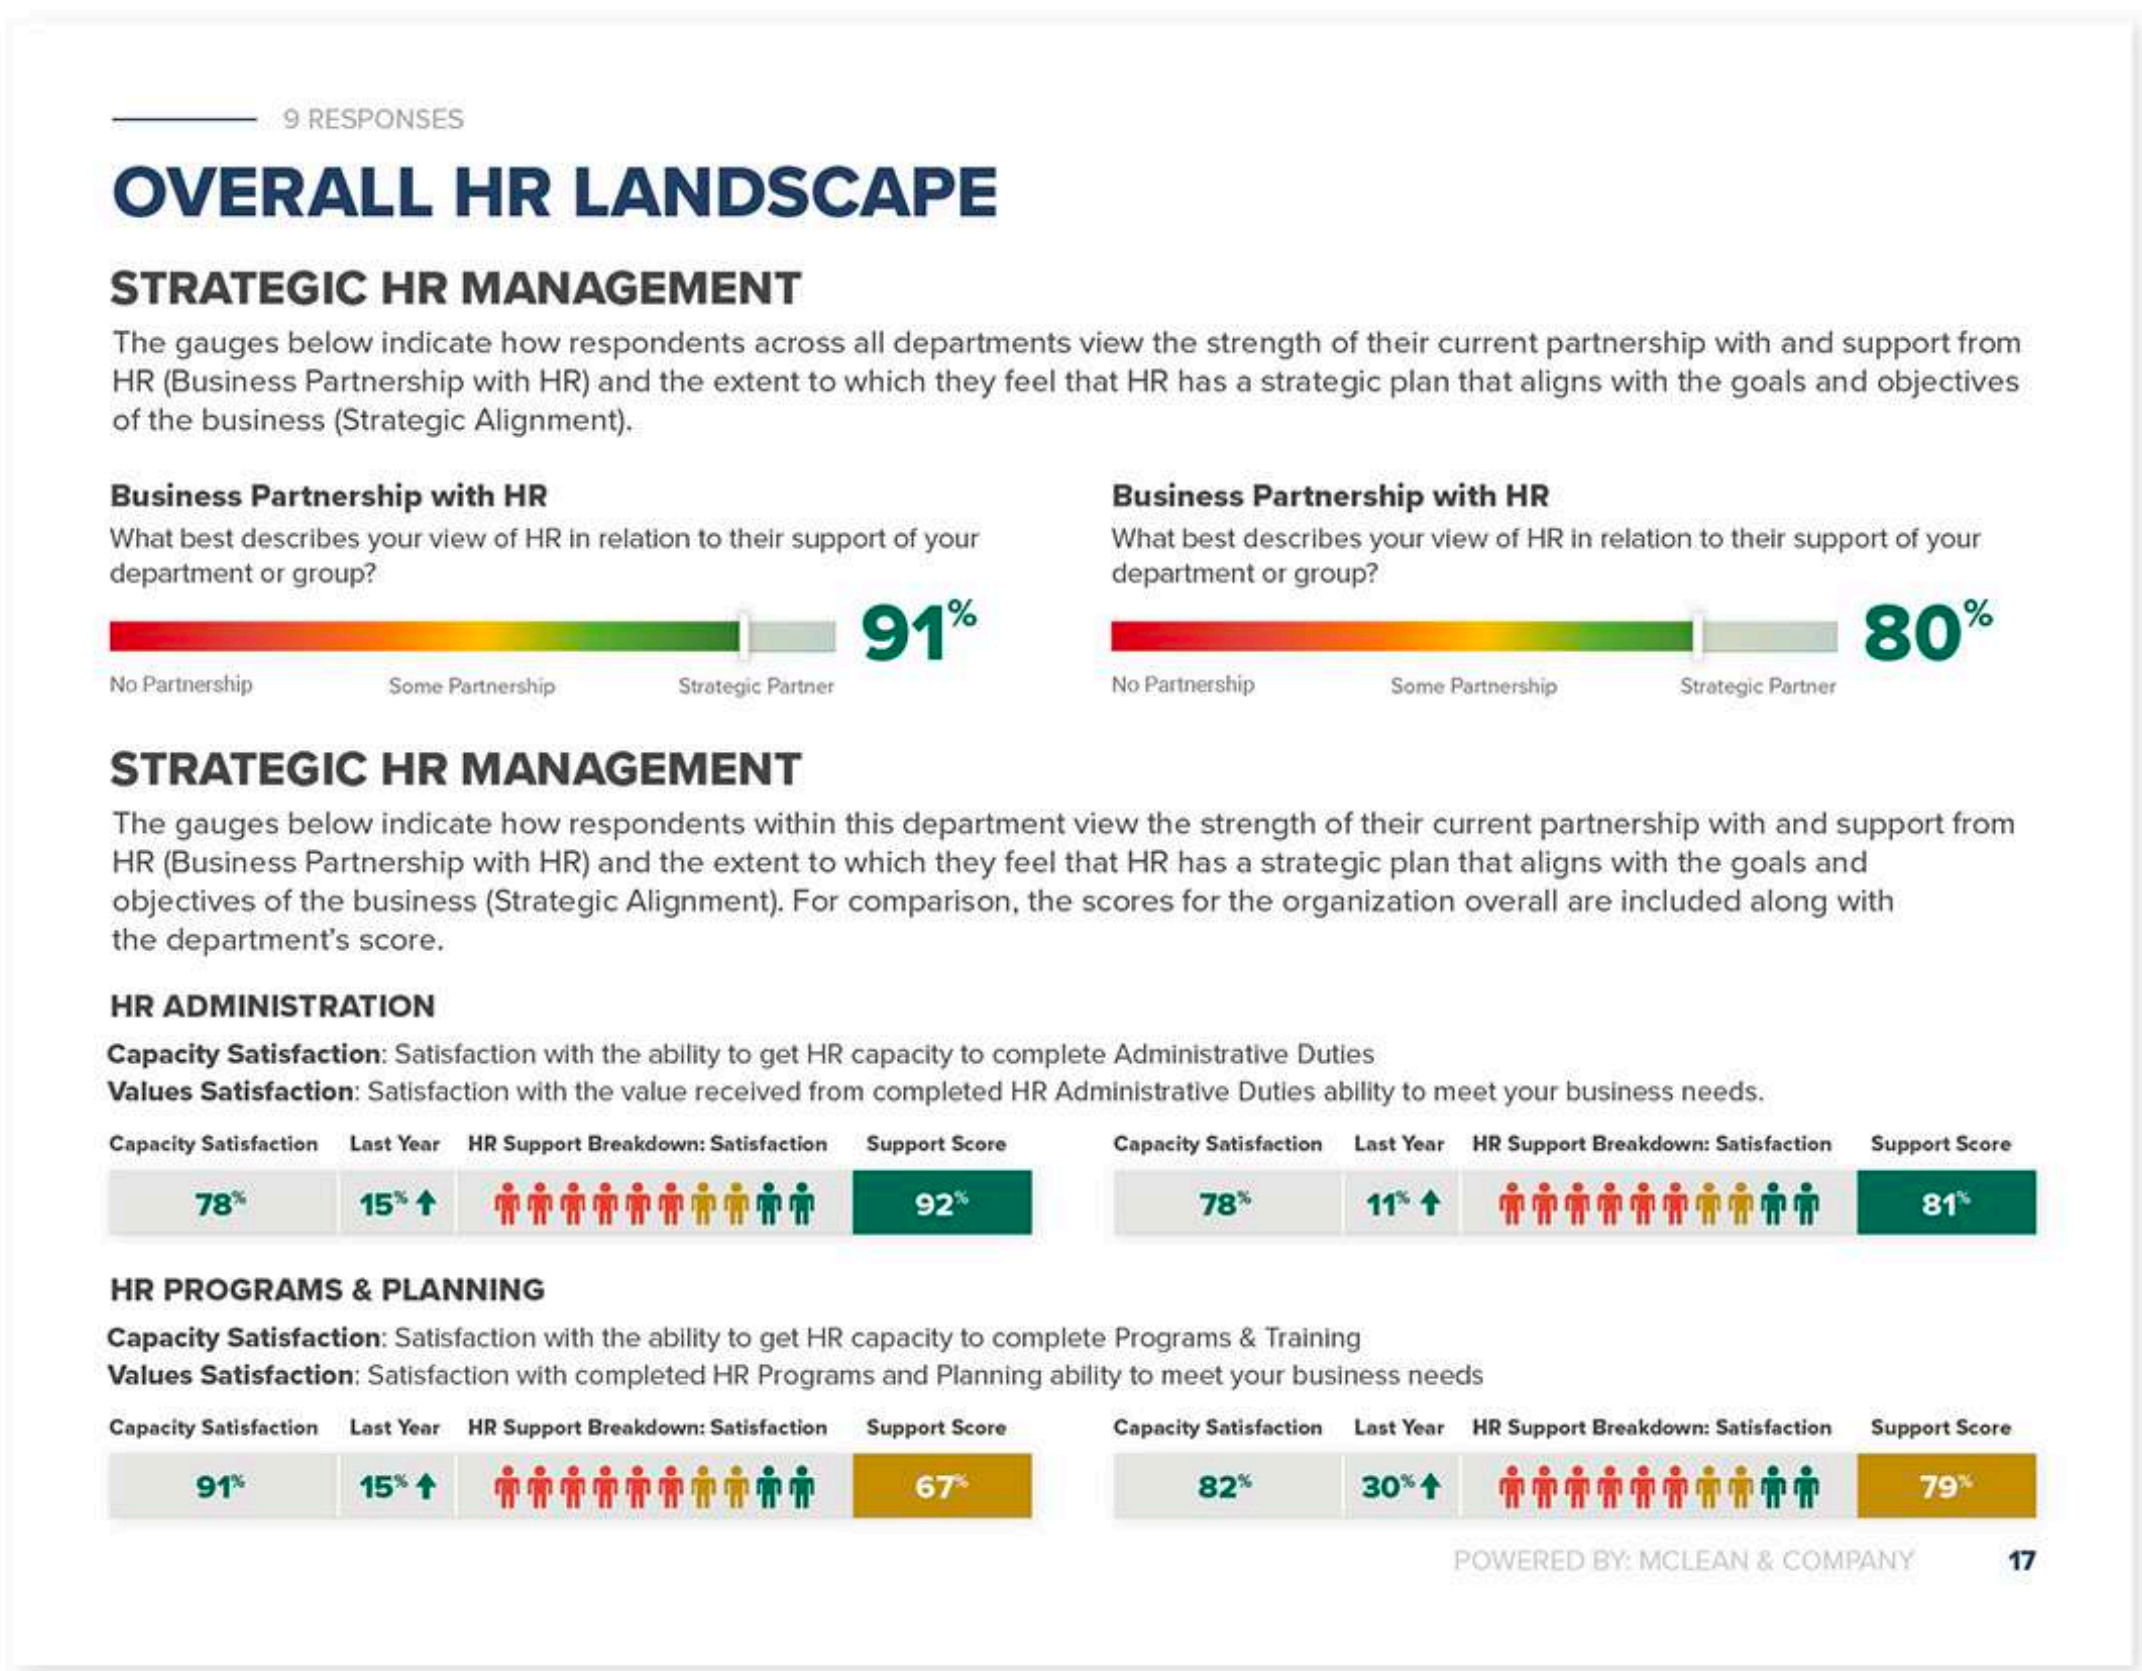 9 RESPONSES
OVERALL HR LANDSCAPE
STRATEGIC HR MANAGEMENT
The gauges below indicate how respondents across all departments view the strength of their current partnership with and support from
HR (Business Partnership with HR) and the extent to which they feel that HR has a strategic plan that aligns with the goals and objectives
of the business (Strategic Alignment).
Business Partnership with HR
What best describes your view of HR in relation to their support of your
department or group?
91%
No Partnership Some Partnership Strategic Partner
Business Partnership with HR
What best describes your view of HR in relation to their support of your
department or group?
80%
No Partnership Some Partnership Strategic Partner
STRATEGIC HR MANAGEMENT
The gauges below indicate how respondents within this department view the strength of their current partnership with and support from
HR (Business Partnership with HR) and the extent to which they feel that HR has a strategic plan that aligns with the goals and
objectives of the business (Strategic Alignment). For comparison, the scores for the organization overall are included along with
the department's score.
HR ADMINISTRATION
Capacity Satisfaction: Satisfaction with the ability to get HR capacity to complete Administrative Duties
Values Satisfaction: Satisfaction with the value received from completed HR Administrative Duties ability to meet your business needs.
Capacity Satisfaction Last Year HR Support Breakdown: Satisfaction Support Score
78% 15% 92%
Capacity Satisfaction Last Year HR Support Breakdown: Satisfaction Support Score
78% 11% 81%
HR PROGRAMS & PLANNING
Capacity Satisfaction: Satisfaction with the ability to get HR capacity to complete Programs & Training
Values Satisfaction: Satisfaction with completed HR Programs and Planning ability to meet your business needs
Capacity Satisfaction Last Year HR Support Breakdown: Satisfaction Support Score
91% 15% 67%
Capacity Satisfaction Last Year HR Support Breakdown: Satisfaction Support Score
82% 30% 79%
POWERED BY: MCLEAN & COMPANY 17